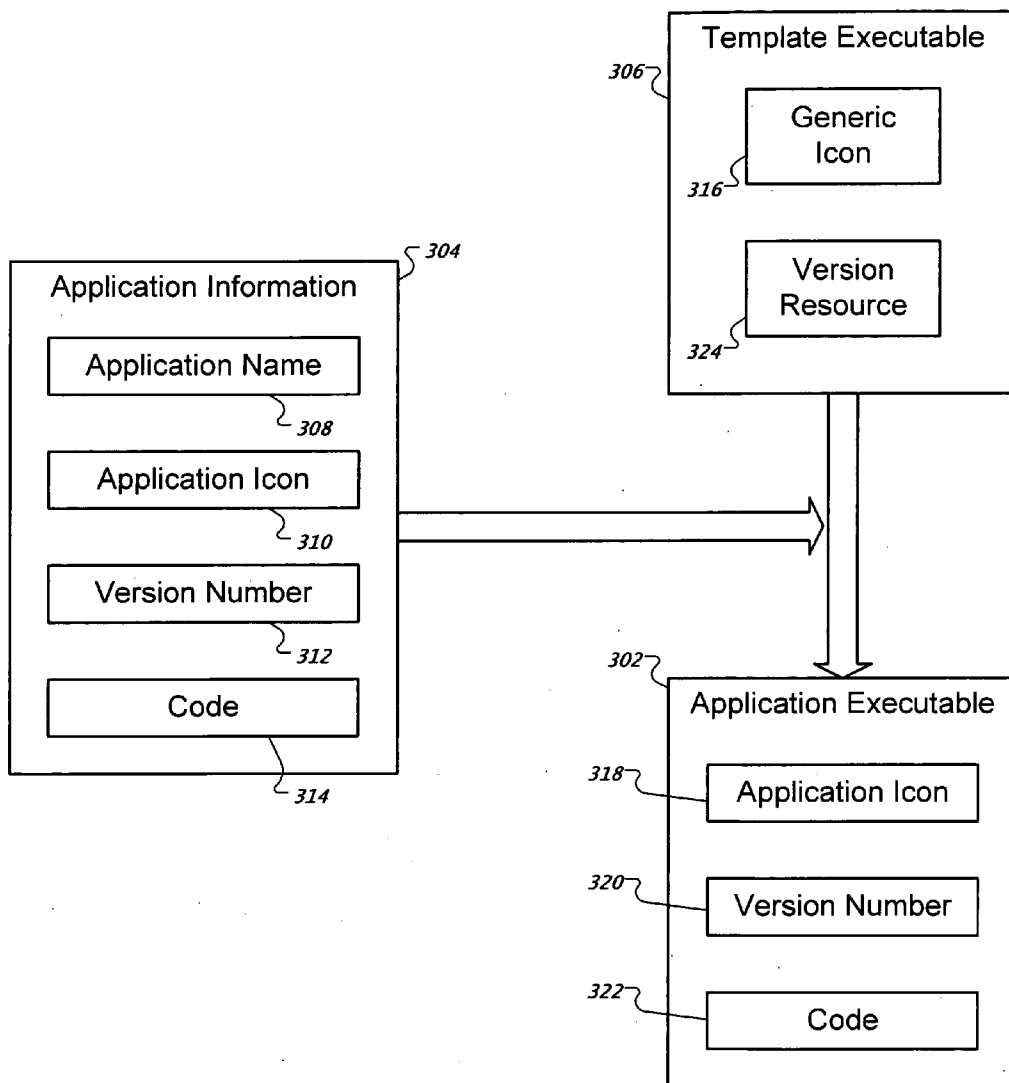 Template Executable
306
Generic
Icon
316
Version
Resource
324
304
Application Information
Application Name
308
Application Icon
310
Version Number
312
Code
314
302
Application Executable
318
Application Icon
320
Version Number
322
Code